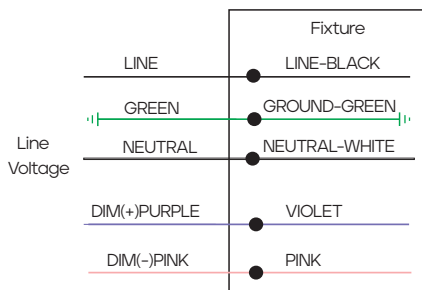 Fixture
LINE LINE-BLACK
GREEN GROUND-GREEN
Line
Voltage
NEUTRAL NEUTRAL-WHITE
DIM(+)PURPLE VIOLET
DIM(-)PINK PINK